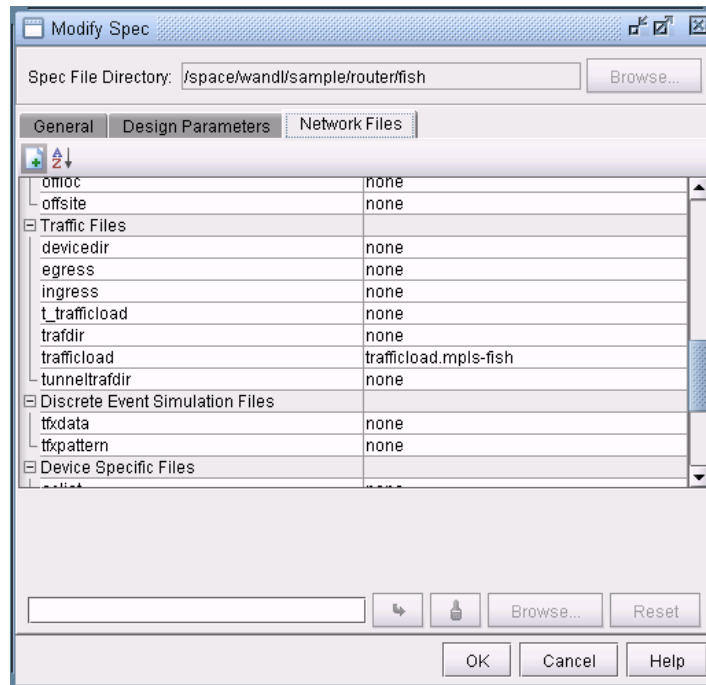 Modify Spec
Spec File Directory: /space/wandl/sample/router/fish Browse...
General Design Parameters Network Files
offloc none
offsite none
Traffic Files
devicedir none
egress none
ingress none
t_trafficload none
trafdir none
trafficload trafficload.mpls-fish
tunneltrafdir none
Discrete Event Simulation Files
tfxdata none
tfxpattern none
Device Specific Files
Browse... Reset
OK Cancel Help